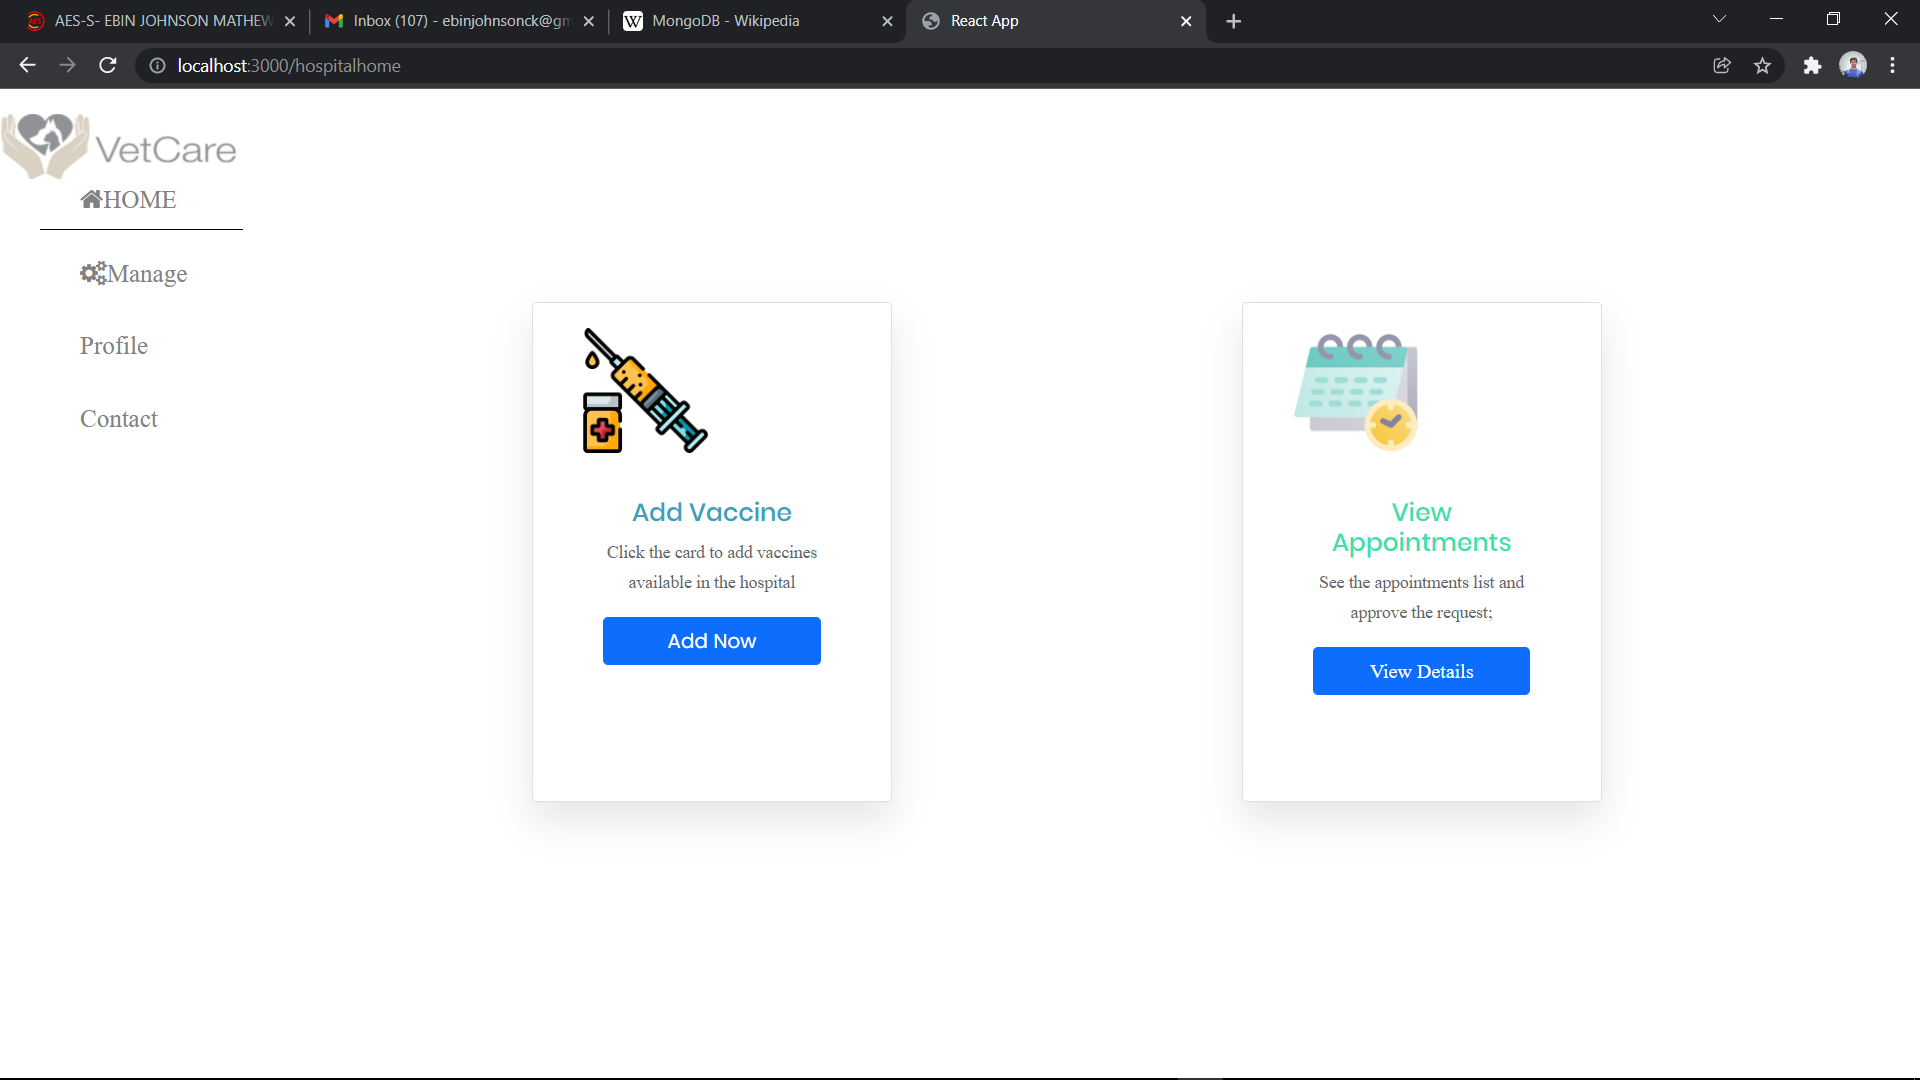 AES-S- EBIN JOHNSON MATHEW
Inbox (107) - ebinjohnsonck@gm
MongoDB - Wikipedia
React App
localhost:3000/hospitalhome
VetCare
HOME
Manage
Profile
Contact
Add Vaccine
Click the card to add vaccines
available in the hospital
Add Now
View
Appointments
See the appointments list and
approve the request;
View Details